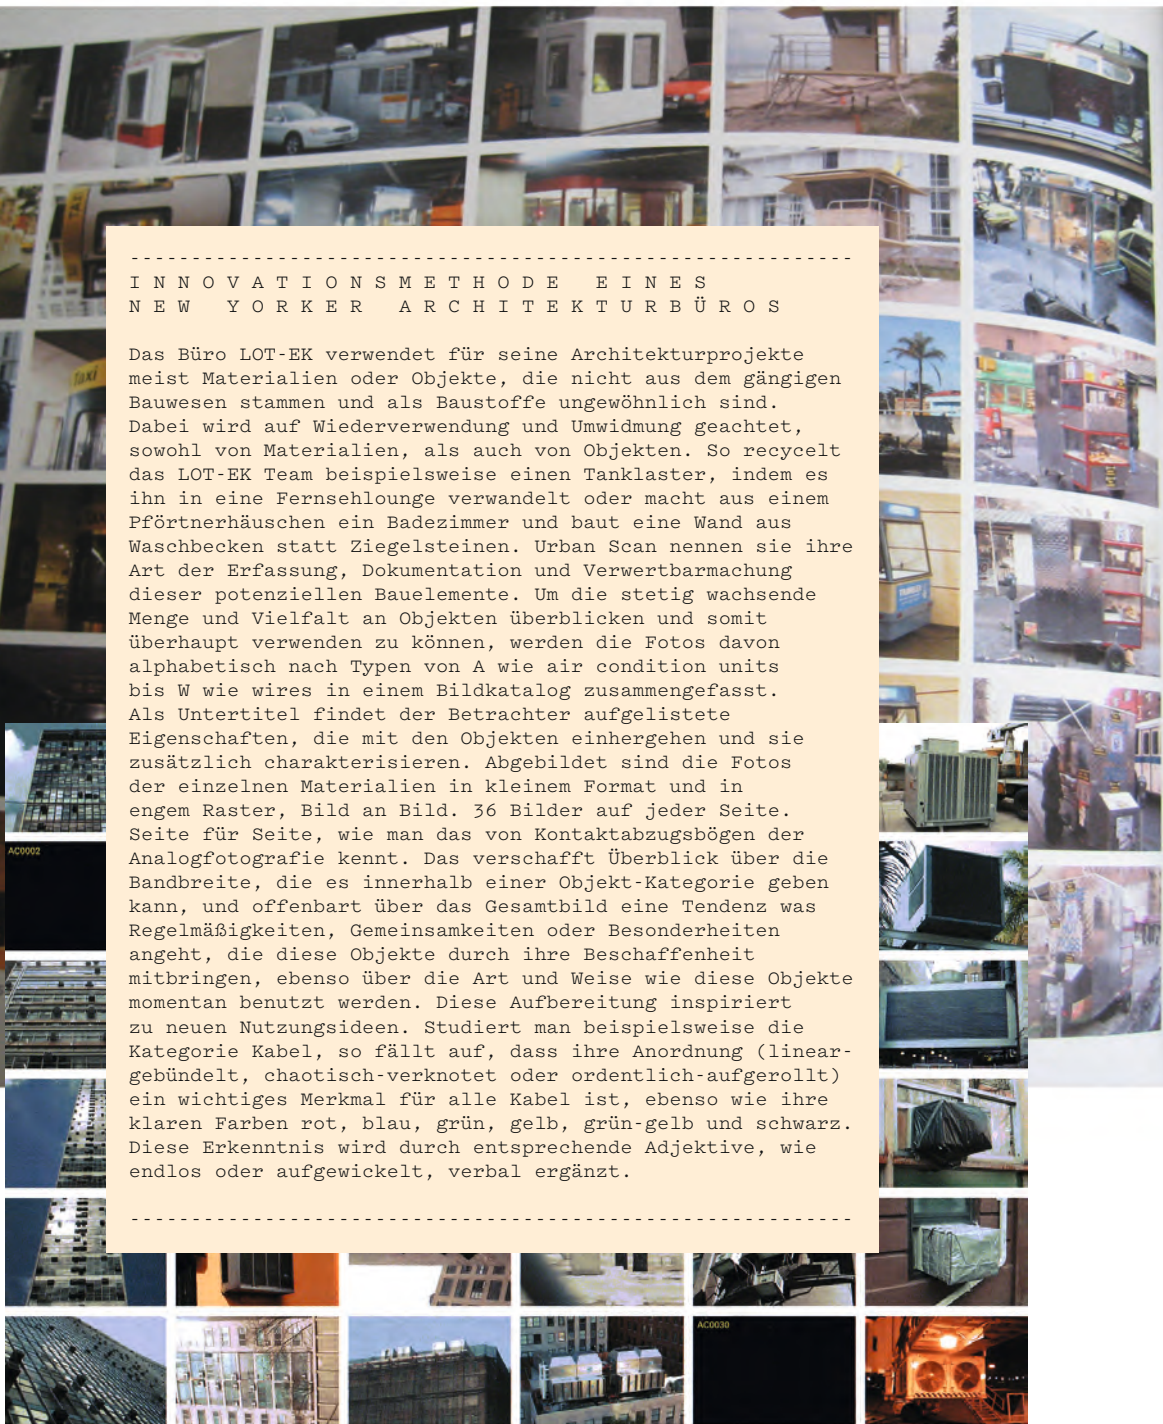 ------------------------------------------------------------
INNOVATIONSMETHODE EINES
NEW YORKER ARCHITEKTURBÜROS
Das Büro LOT-EK verwendet für seine Architekturprojekte
meist Materialien oder Objekte, die nicht aus dem gängigen
Bauwesen stammen und als Baustoffe ungewöhnlich sind.
Dabei wird auf Wiederverwendung und Umwidmung geachtet,
sowohl von Materialien, als auch von Objekten. So recycelt
das LOT-EK Team beispielsweise einen Tanklaster, indem es
ihn in eine Fernsehlounge verwandelt oder macht aus einem
Pförtnerhäuschen ein Badezimmer und baut eine Wand aus
Waschbecken statt Ziegelsteinen. Urban Scan nennen sie ihre
Art der Erfassung, Dokumentation und Verwertbarmachung
dieser potenziellen Bauelemente. Um die stetig wachsende
Menge und Vielfalt an Objekten überblicken und somit
überhaupt verwenden zu können, werden die Fotos davon
alphabetisch nach Typen von A wie air condition units
bis W wie wires in einem Bildkatalog zusammengefasst.
Als Untertitel findet der Betrachter aufgelistete
Eigenschaften, die mit den Objekten einhergehen und sie
zusätzlich charakterisieren. Abgebildet sind die Fotos
der einzelnen Materialien in kleinem Format und in
engem Raster, Bild an Bild. 36 Bilder auf jeder Seite.
Seite für Seite, wie man das von Kontaktabzugsbögen der
Analogfotografie kennt. Das verschafft Überblick über die
Bandbreite, die es innerhalb einer Objekt-Kategorie geben
kann, und offenbart über das Gesamtbild eine Tendenz was
Regelmäßigkeiten, Gemeinsamkeiten oder Besonderheiten
angeht, die diese Objekte durch ihre Beschaffenheit
mitbringen, ebenso über die Art und Weise wie diese Objekte
momentan benutzt werden. Diese Aufbereitung inspiriert
zu neuen Nutzungsideen. Studiert man beispielsweise die
Kategorie Kabel, so fällt auf, dass ihre Anordnung (linear-
gebündelt, chaotisch-verknotet oder ordentlich-aufgerollt)
ein wichtiges Merkmal für alle Kabel ist, ebenso wie ihre
klaren Farben rot, blau, grün, gelb, grün-gelb und schwarz.
Diese Erkenntnis wird durch entsprechende Adjektive, wie
endlos oder aufgewickelt, verbal ergänzt.
------------------------------------------------------------
Taxi
AC0002
AC0030